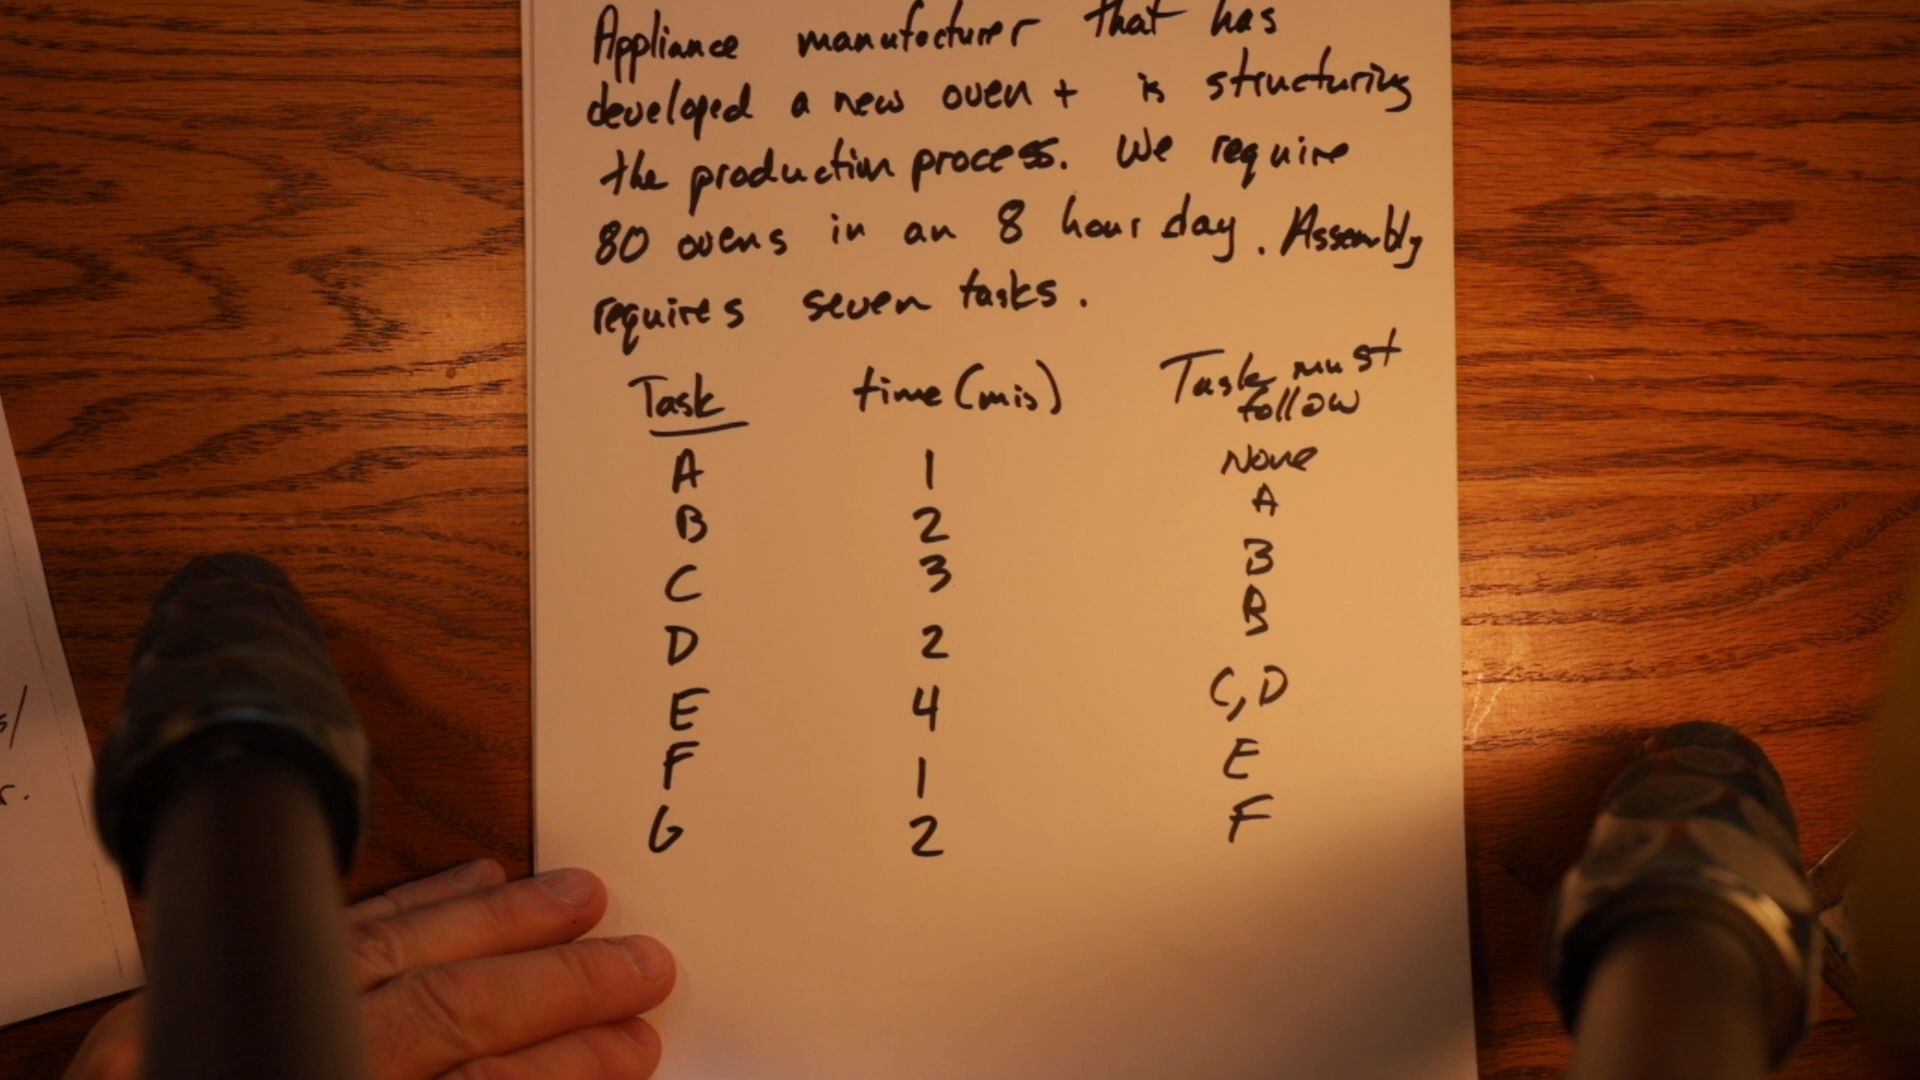 Appliance manufacturer that has
developed a new oven + is structuring
the production process. We require
80 ovens in an 8 hour day. Assembly
requires seven tasks.
Task time (min) Task must follow
A 1 None
B 2 A
C 3 B
D 2 B
E 4 C, D
F 1 E
G 2 F